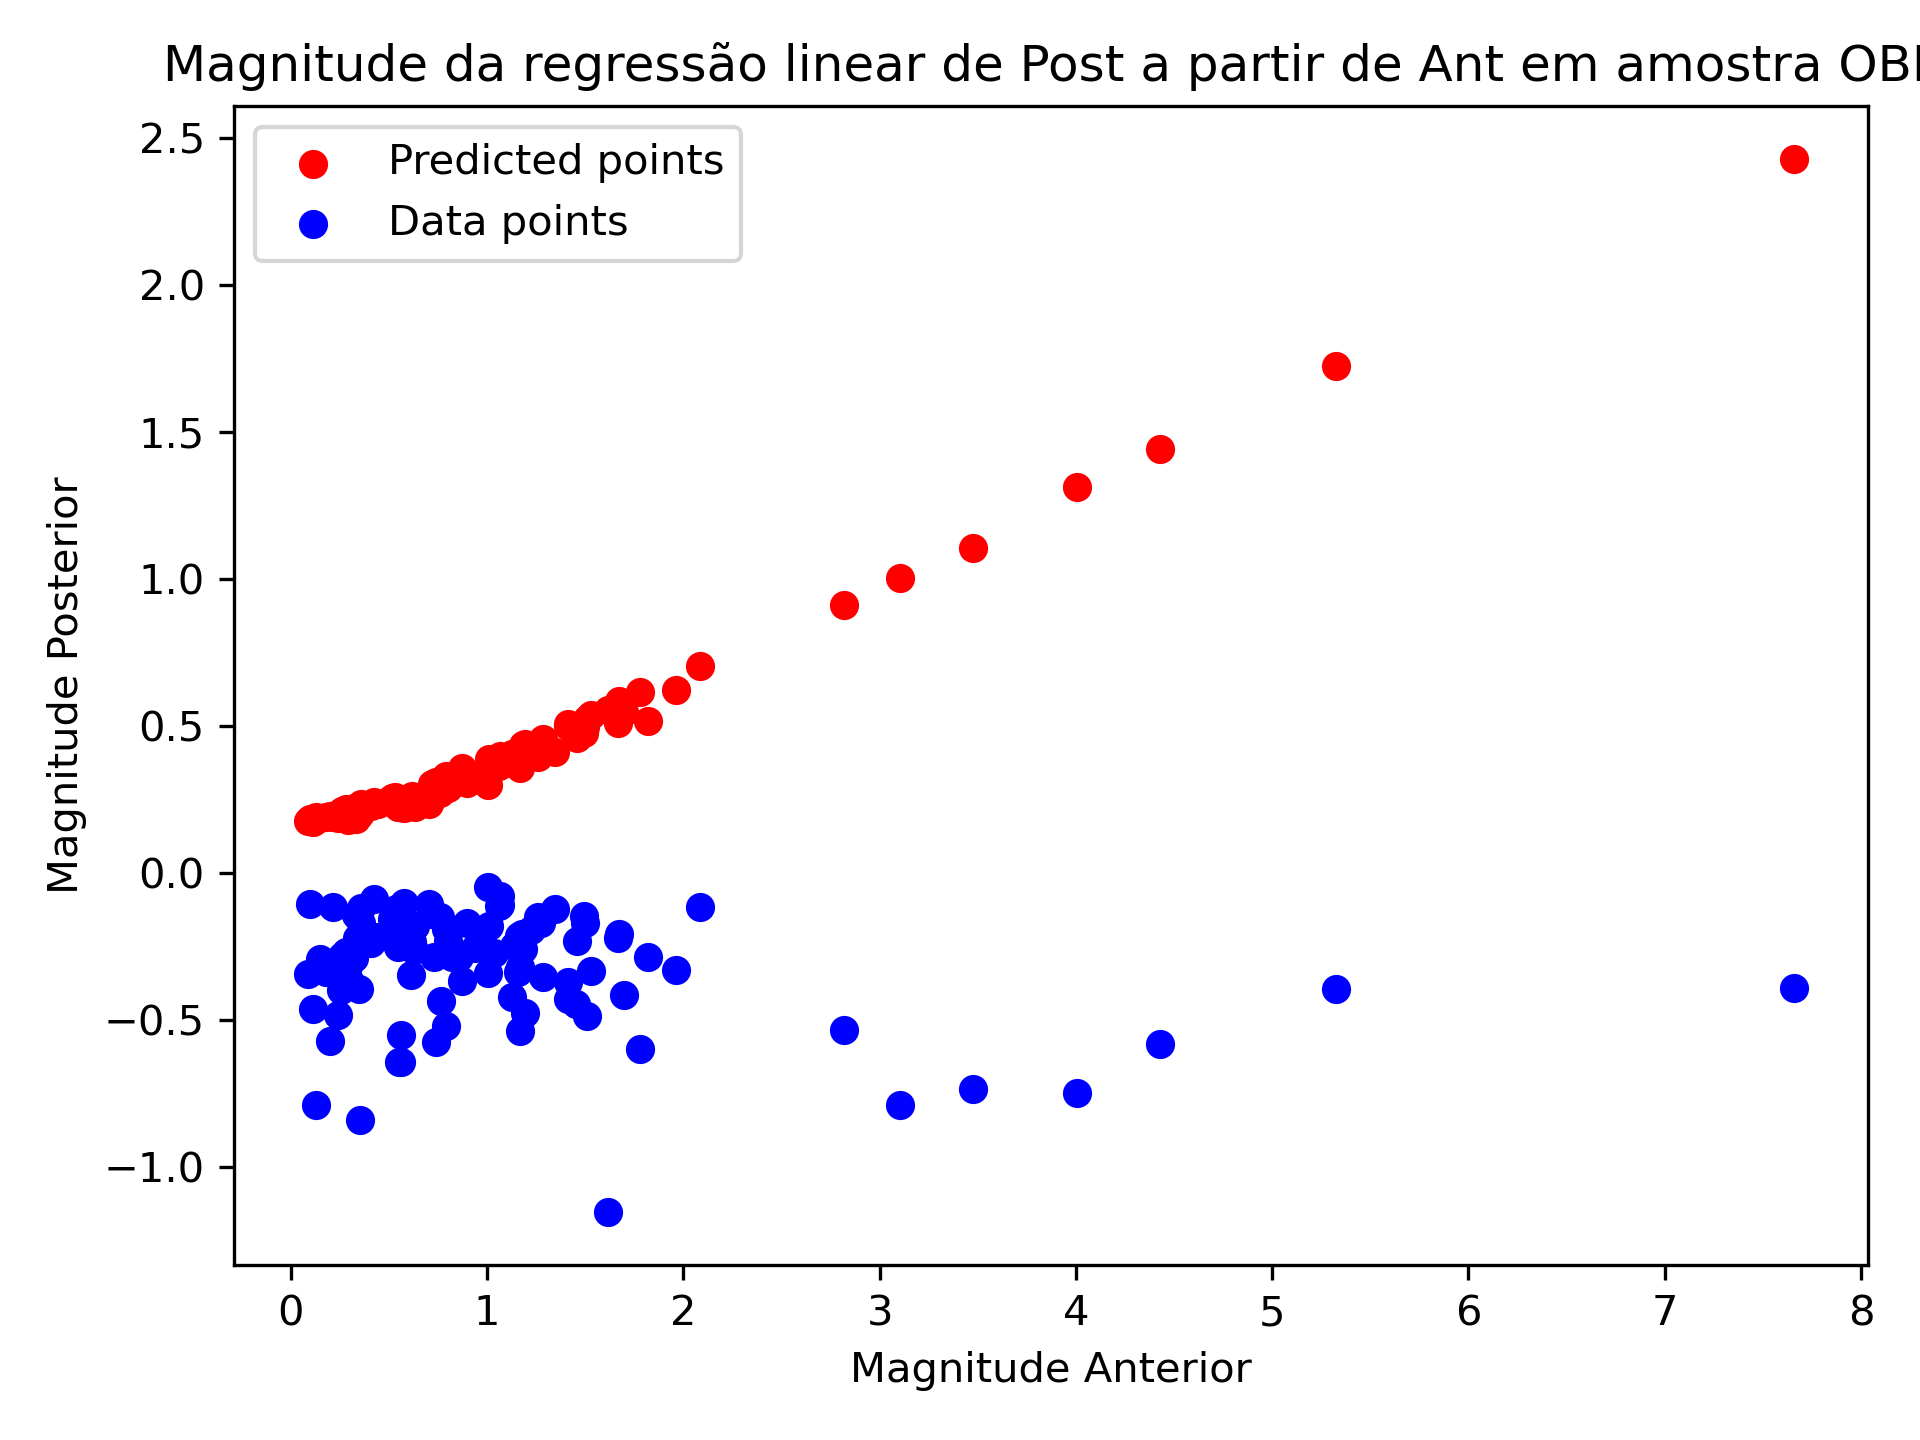 Magnitude da regressão linear de Post a partir de Ant em amostra
Predicted points
Data points
2.5
2.0
1.5
1.0
0.5
0.0
−0.5
−1.0
Magnitude Posterior
0 1 2 3 4 5 6 7 8
Magnitude Anterior